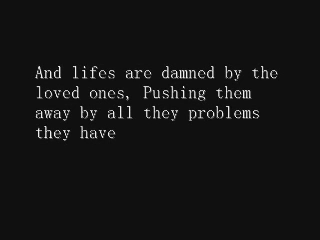 And lifes are damned by the
loved ones, Pushing them
away by all they problems
they have